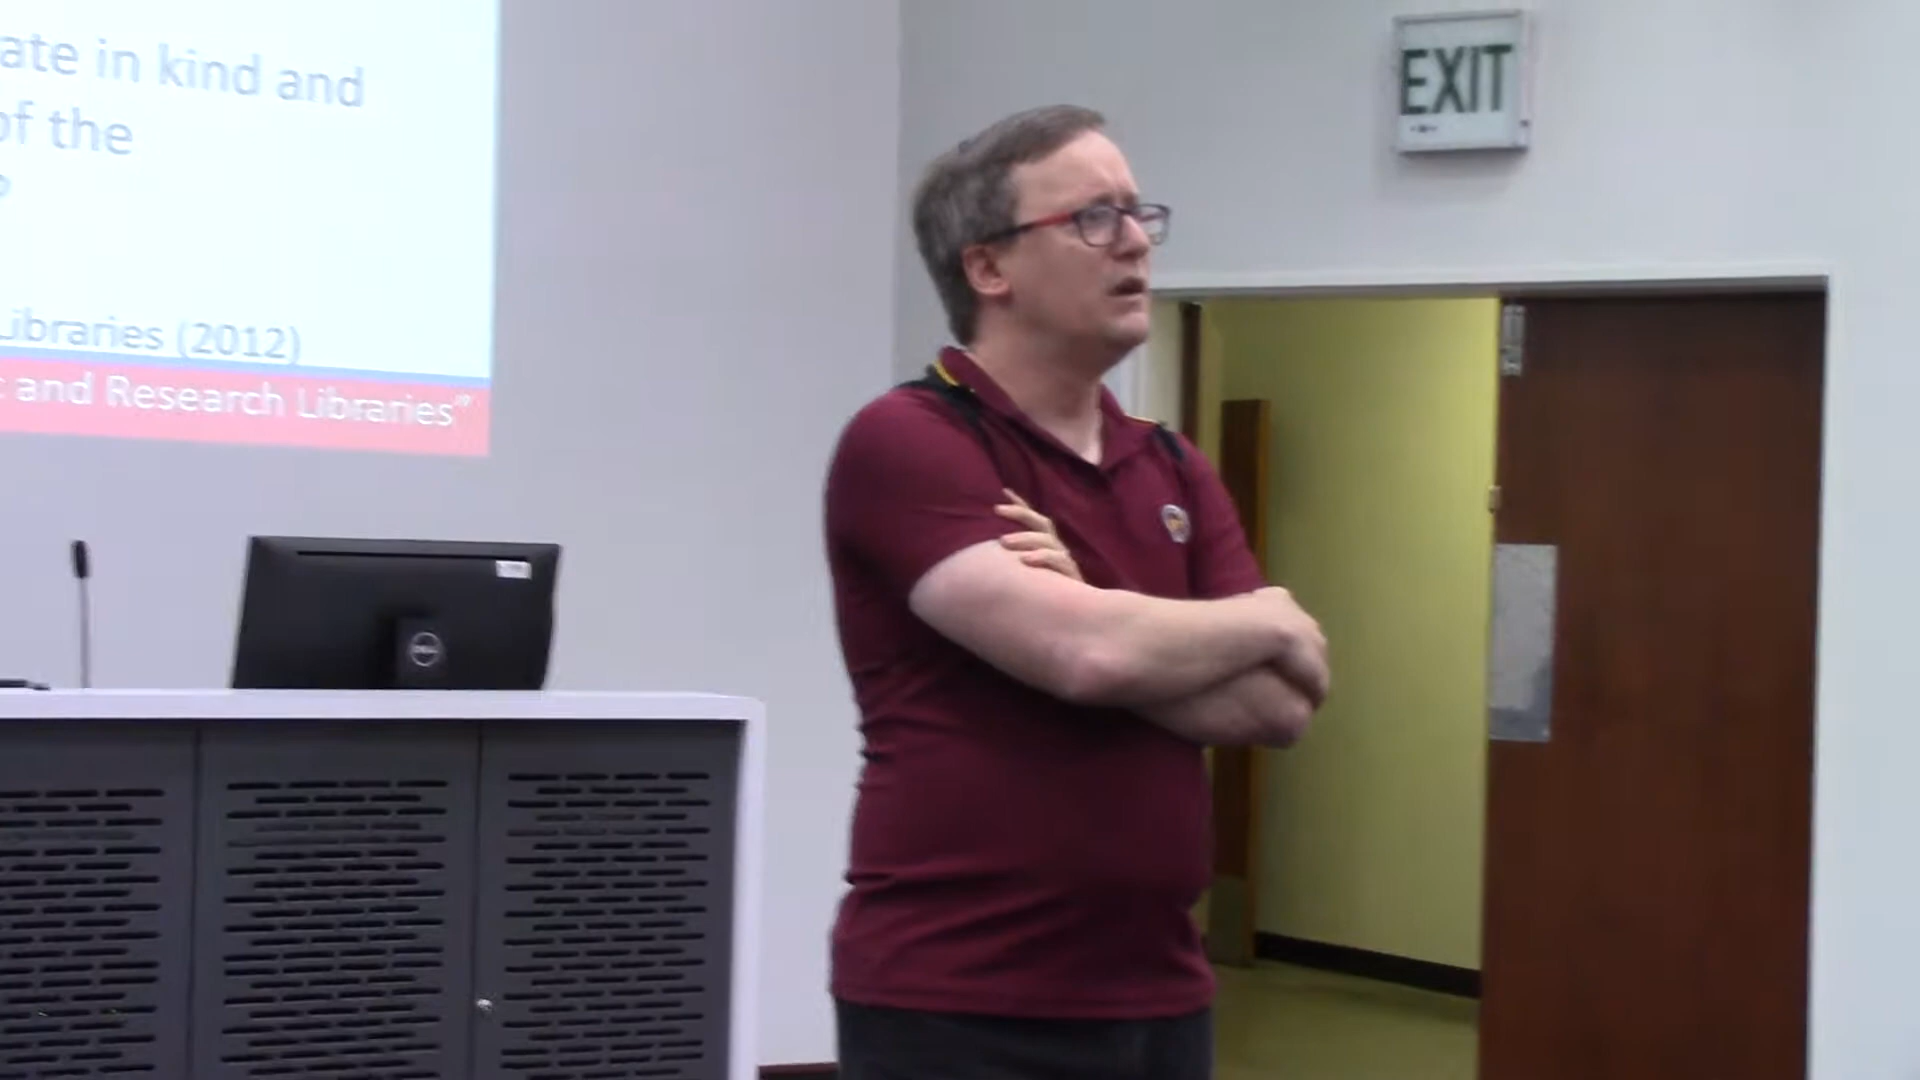 ate in kind and
of the
Libraries (2012)
and Research Libraries"
EXIT
DELL